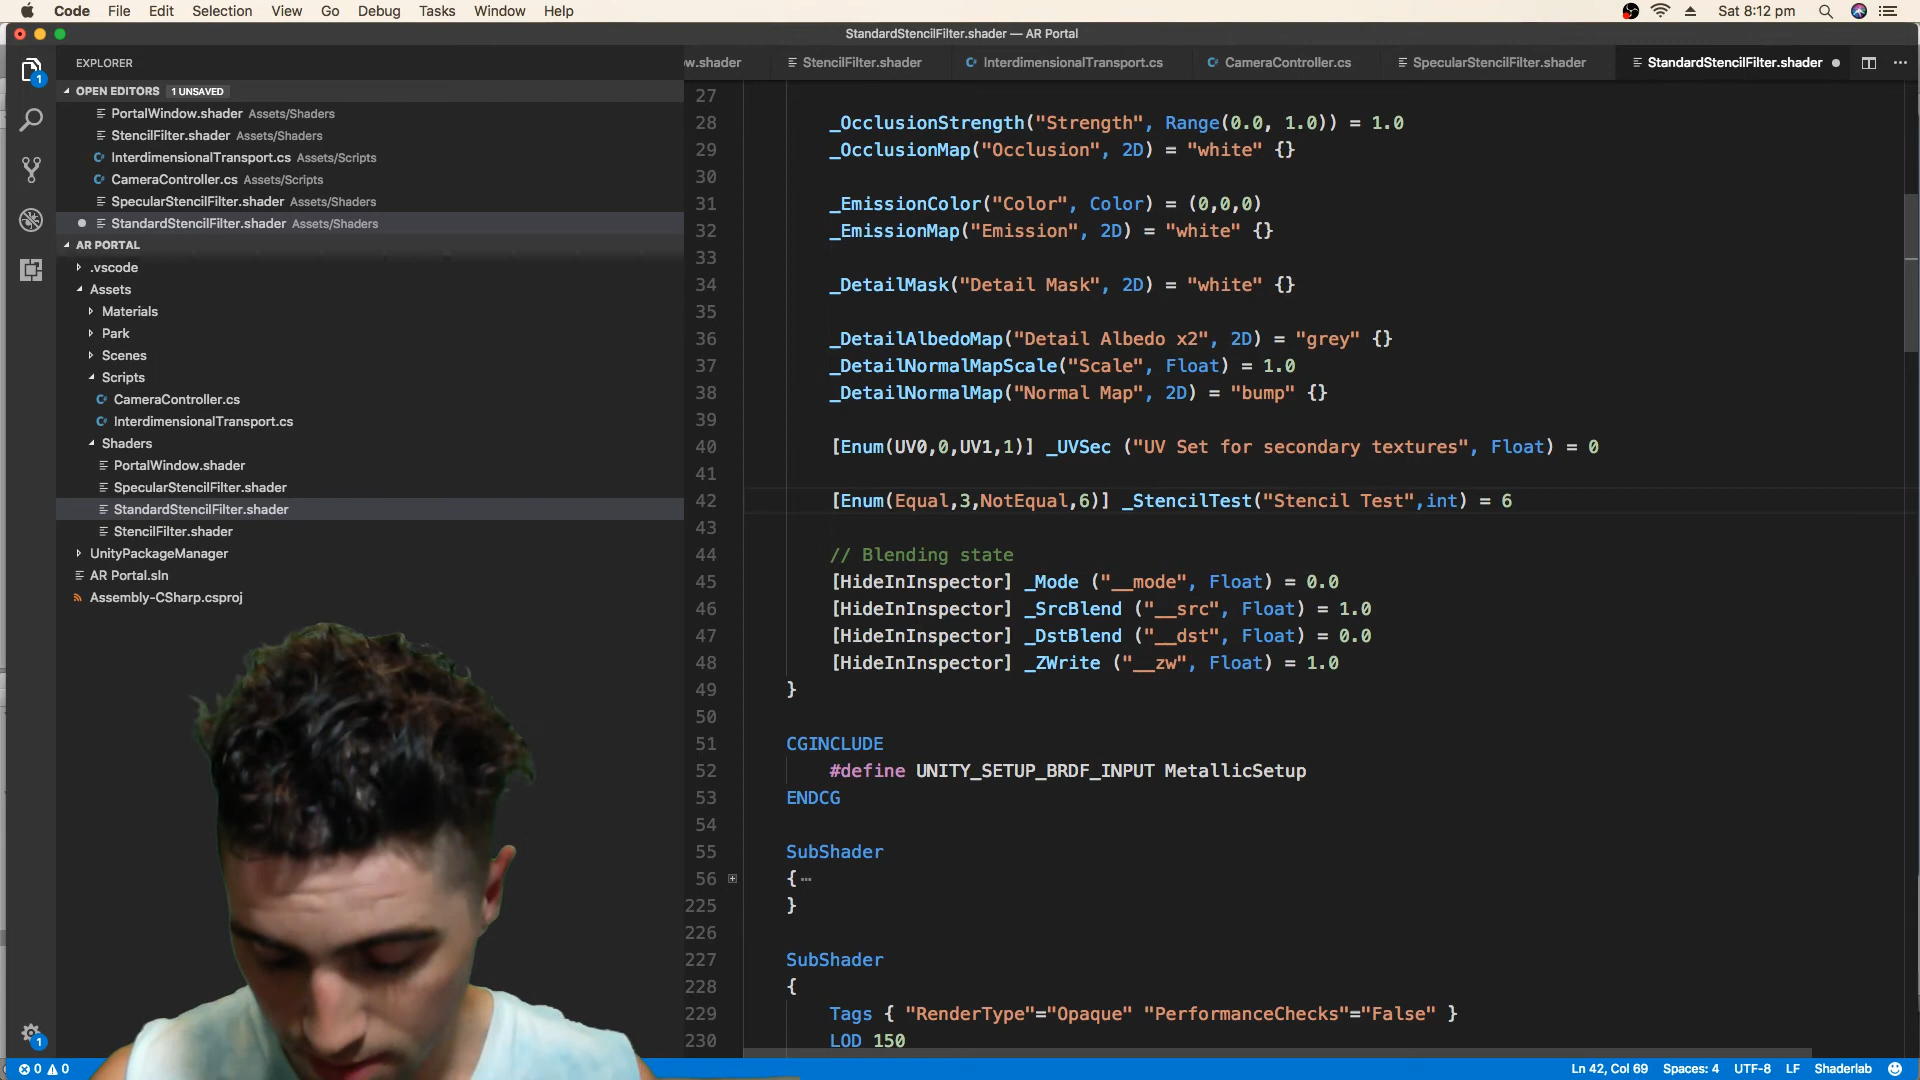 Code File Edit Selection View Go Debug Tasks Window Help
Sat 8:12 pm
StandardStencilFilter.shader — AR Portal
EXPLORER
OPEN EDITORS 1 UNSAVED
PortalWindow.shader Assets/Shaders
StencilFilter.shader Assets/Shaders
InterdimensionalTransport.cs Assets/Scripts
CameraController.cs Assets/Scripts
SpecularStencilFilter.shader Assets/Shaders
StandardStencilFilter.shader Assets/Shaders
AR PORTAL
.vscode
Assets
Materials
Park
Scenes
Scripts
CameraController.cs
InterdimensionalTransport.cs
Shaders
PortalWindow.shader
SpecularStencilFilter.shader
StandardStencilFilter.shader
StencilFilter.shader
UnityPackageManager
AR Portal.sln
Assembly-CSharp.csproj
1
1
ow.shader StencilFilter.shader InterdimensionalTransport.cs CameraController.cs SpecularStencilFilter.shader StandardStencilFilter.shader
27
28 _OcclusionStrength("Strength", Range(0.0, 1.0)) = 1.0
29 _OcclusionMap("Occlusion", 2D) = "white" {}
30
31 _EmissionColor("Color", Color) = (0,0,0)
32 _EmissionMap("Emission", 2D) = "white" {}
33
34 _DetailMask("Detail Mask", 2D) = "white" {}
35
36 _DetailAlbedoMap("Detail Albedo x2", 2D) = "grey" {}
37 _DetailNormalMapScale("Scale", Float) = 1.0
38 _DetailNormalMap("Normal Map", 2D) = "bump" {}
39
40 [Enum(UV0,0,UV1,1)] _UVSec ("UV Set for secondary textures", Float) = 0
41
42 [Enum(Equal,3,NotEqual,6)] _StencilTest("Stencil Test",int) = 6
43
44 // Blending state
45 [HideInInspector] _Mode ("__mode", Float) = 0.0
46 [HideInInspector] _SrcBlend ("__src", Float) = 1.0
47 [HideInInspector] _DstBlend ("__dst", Float) = 0.0
48 [HideInInspector] _ZWrite ("__zw", Float) = 1.0
49 }
50
51 CGINCLUDE
52 #define UNITY_SETUP_BRDF_INPUT MetallicSetup
53 ENDCG
54
55 SubShader
56 {…
225 }
226
227 SubShader
228 {
229 Tags { "RenderType"="Opaque" "PerformanceChecks"="False" }
230 LOD 150
0 0
Ln 42, Col 69 Spaces: 4 UTF-8 LF Shaderlab